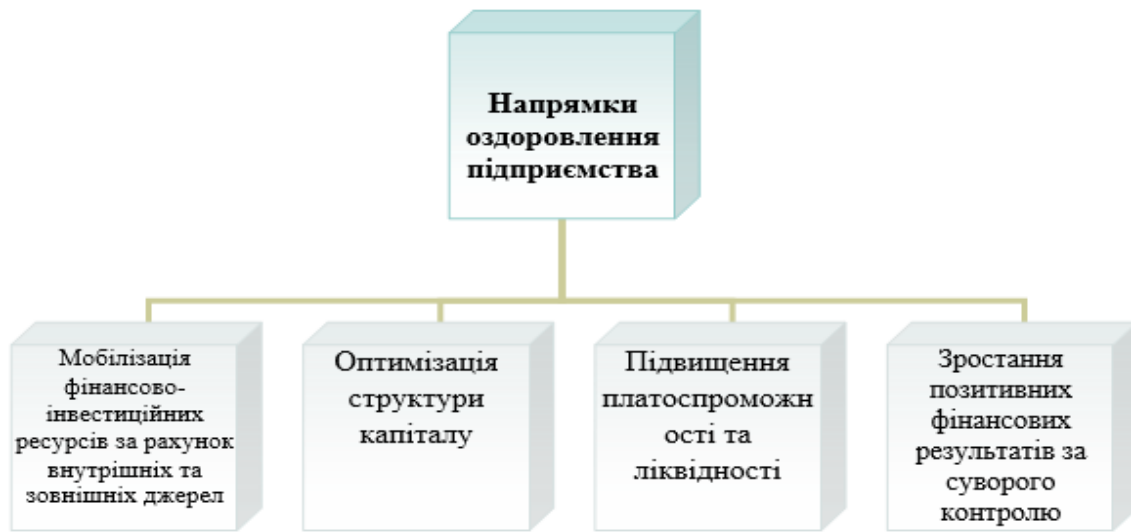 Напрямки
оздоровлення
підприємства
Мобілізація
фінансово-
інвестиційних
ресурсів за рахунок
внутрішніх та
зовнішніх джерел
Оптимізація
структури
капіталу
Підвищення
платоспроможн
ості та
ліквідності
Зростання
позитивних
фінансових
результатів за
суворого
контролю